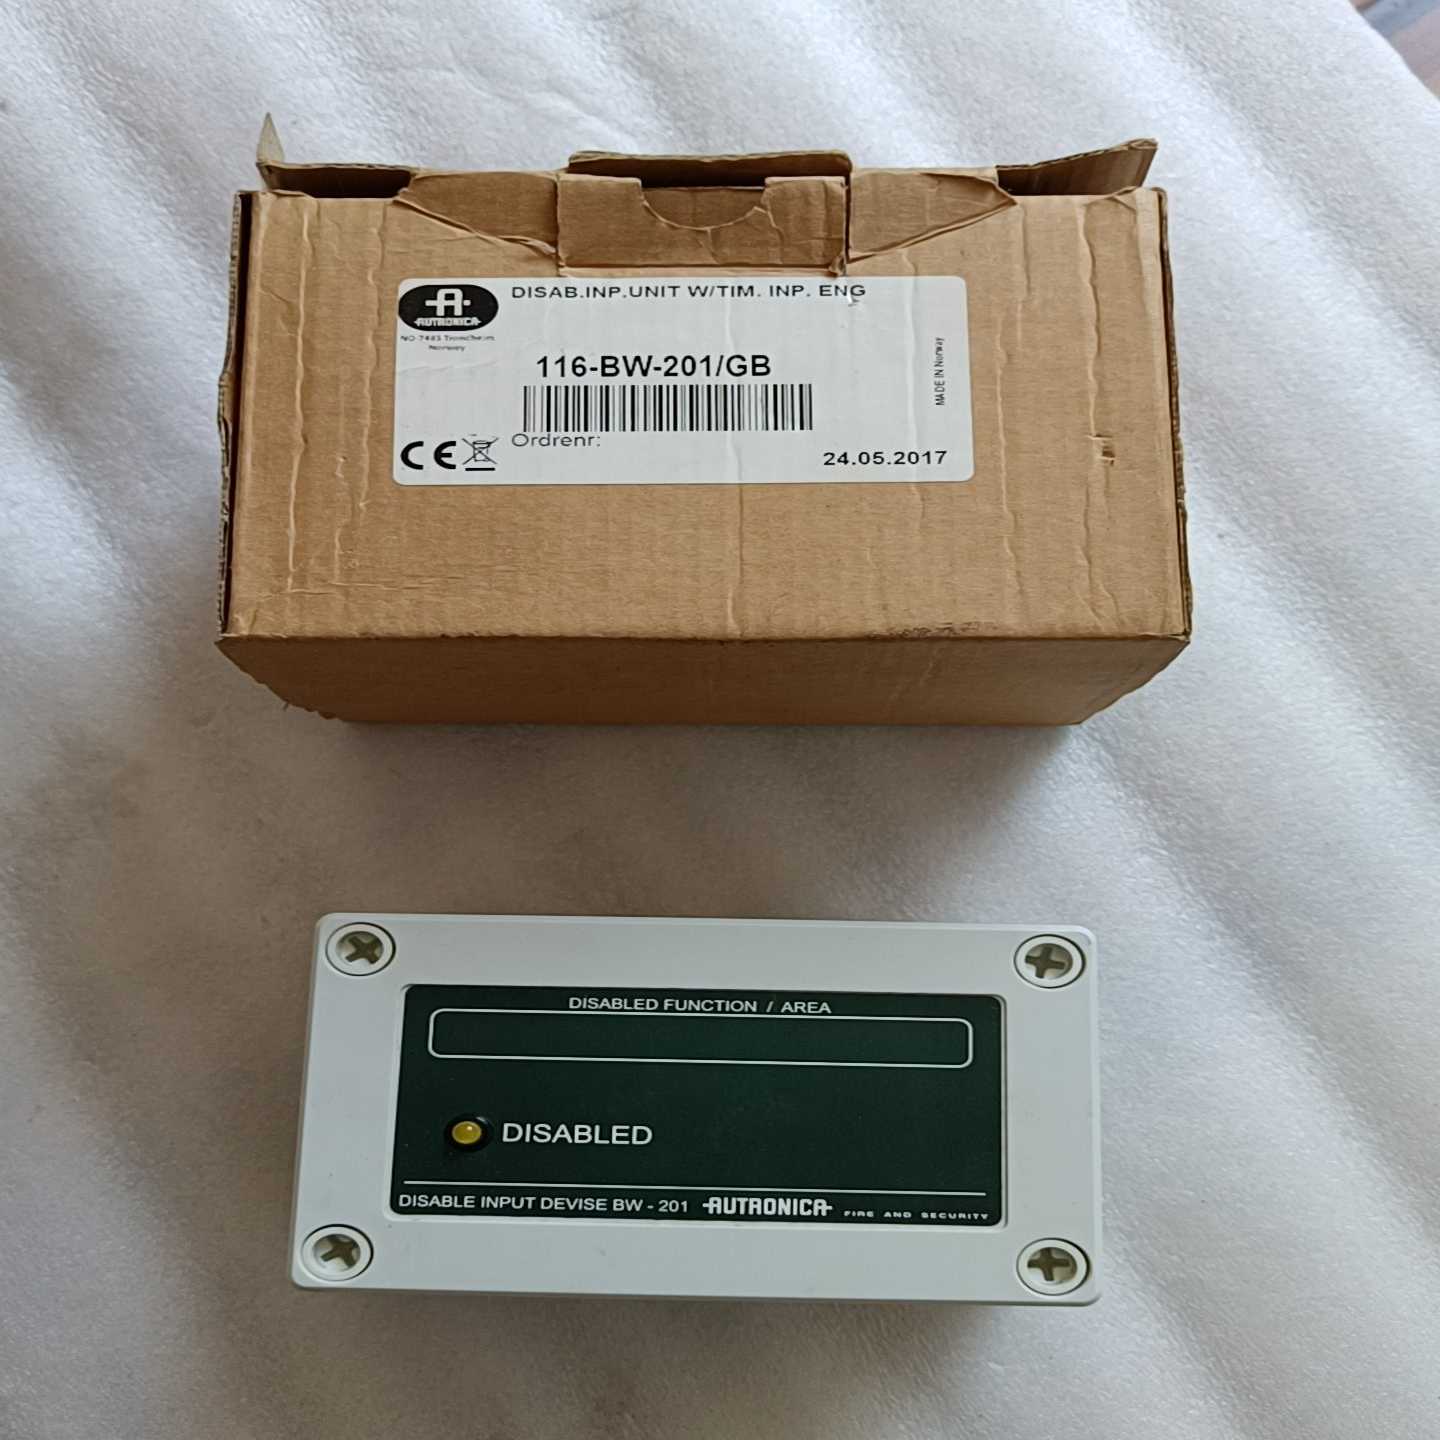 DISAB.INP.UNIT W/TIM. INP. ENG
AUTRONICA
NO-7483 Trondheim
Norway
116-BW-201/GB
MADE IN Norway
CE
Ordrenr:
24.05.2017
DISABLED FUNCTION / AREA
DISABLED
DISABLE INPUT DEVISE BW - 201 AUTRONICA FIRE AND SECURITY